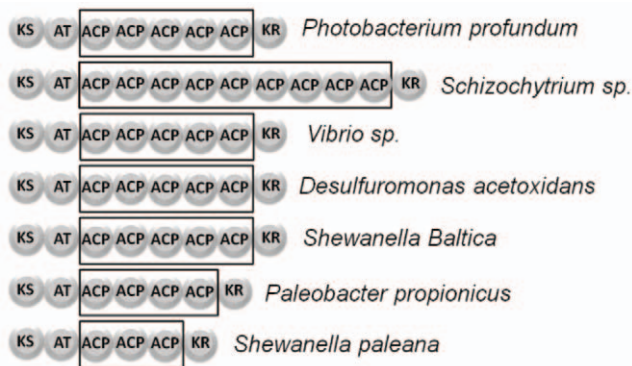 KS AT ACP ACP ACP ACP ACP KR Photobacterium profundum
KS AT ACP ACP ACP ACP ACP ACP ACP ACP ACP KR Schizochytrium sp.
KS AT ACP ACP ACP ACP ACP KR Vibrio sp.
KS AT ACP ACP ACP ACP ACP KR Desulfuromonas acetoxidans
KS AT ACP ACP ACP ACP ACP KR Shewanella Baltica
KS AT ACP ACP ACP ACP KR Paleobacter propionicus
KS AT ACP ACP ACP KR Shewanella paleana